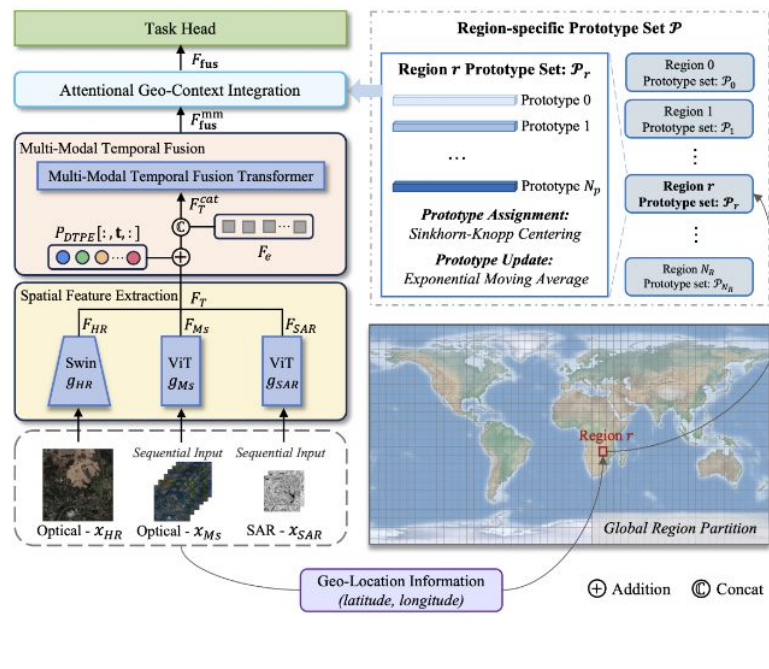 Task Head
F_fus
Attentional Geo-Context Integration
F_fus^mm
Multi-Modal Temporal Fusion
Multi-Modal Temporal Fusion Transformer
F_T^cat
C
P_DTPE[:, t, :]
...
...
F_e
+
Spatial Feature Extraction
F_T
F_HR
F_Ms
F_SAR
Swin
g_HR
ViT
g_Ms
ViT
g_SAR
Sequential Input
Sequential Input
Optical - x_HR
Optical - x_Ms
SAR - x_SAR
Region-specific Prototype Set 𝒫
Region r Prototype Set: 𝒫_r
Prototype 0
Prototype 1
...
Prototype N_p
Prototype Assignment:
Sinkhorn-Knopp Centering
Prototype Update:
Exponential Moving Average
Region 0
Prototype set: 𝒫_0
Region 1
Prototype set: 𝒫_1
⋮
Region r
Prototype set: 𝒫_r
⋮
Region N_R
Prototype set: 𝒫_N_R
Region r
Global Region Partition
Geo-Location Information
(latitude, longitude)
+ Addition
C Concat